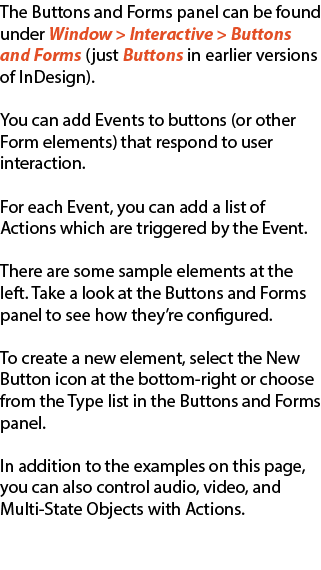 The Buttons and Forms panel can be found
under Window > Interactive > Buttons
and Forms (just Buttons in earlier versions
of InDesign).
You can add Events to buttons (or other
Form elements) that respond to user
interaction.
For each Event, you can add a list of
Actions which are triggered by the Event.
There are some sample elements at the
left. Take a look at the Buttons and Forms
panel to see how they’re configured.
To create a new element, select the New
Button icon at the bottom-right or choose
from the Type list in the Buttons and Forms
panel.
In addition to the examples on this page,
you can also control audio, video, and
Multi-State Objects with Actions.